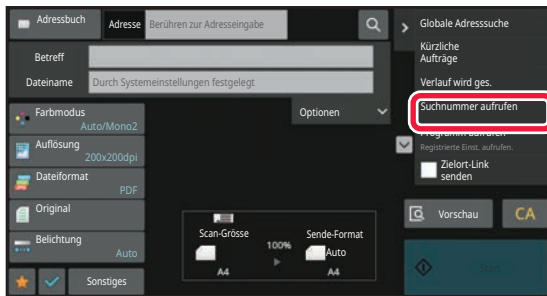 Adressbuch
Adresse
Berühren zur Adresseingabe
Betreff
Dateiname
Durch Systemeinstellungen festgelegt
Farbmodus
Auto/Mono2
Auflösung
200x200dpi
Dateiformat
PDF
Original
Belichtung
Auto
Sonstiges
Optionen
Scan-Grösse
A4
100%
Sende-Format
Auto
A4
Globale Adresssuche
Kürzliche
Aufträge
Verlauf wird ges.
Suchnummer aufrufen
Programm aufrufen
Registrierte Einst. aufrufen.
Zielort-Link
senden
Vorschau
CA
Start